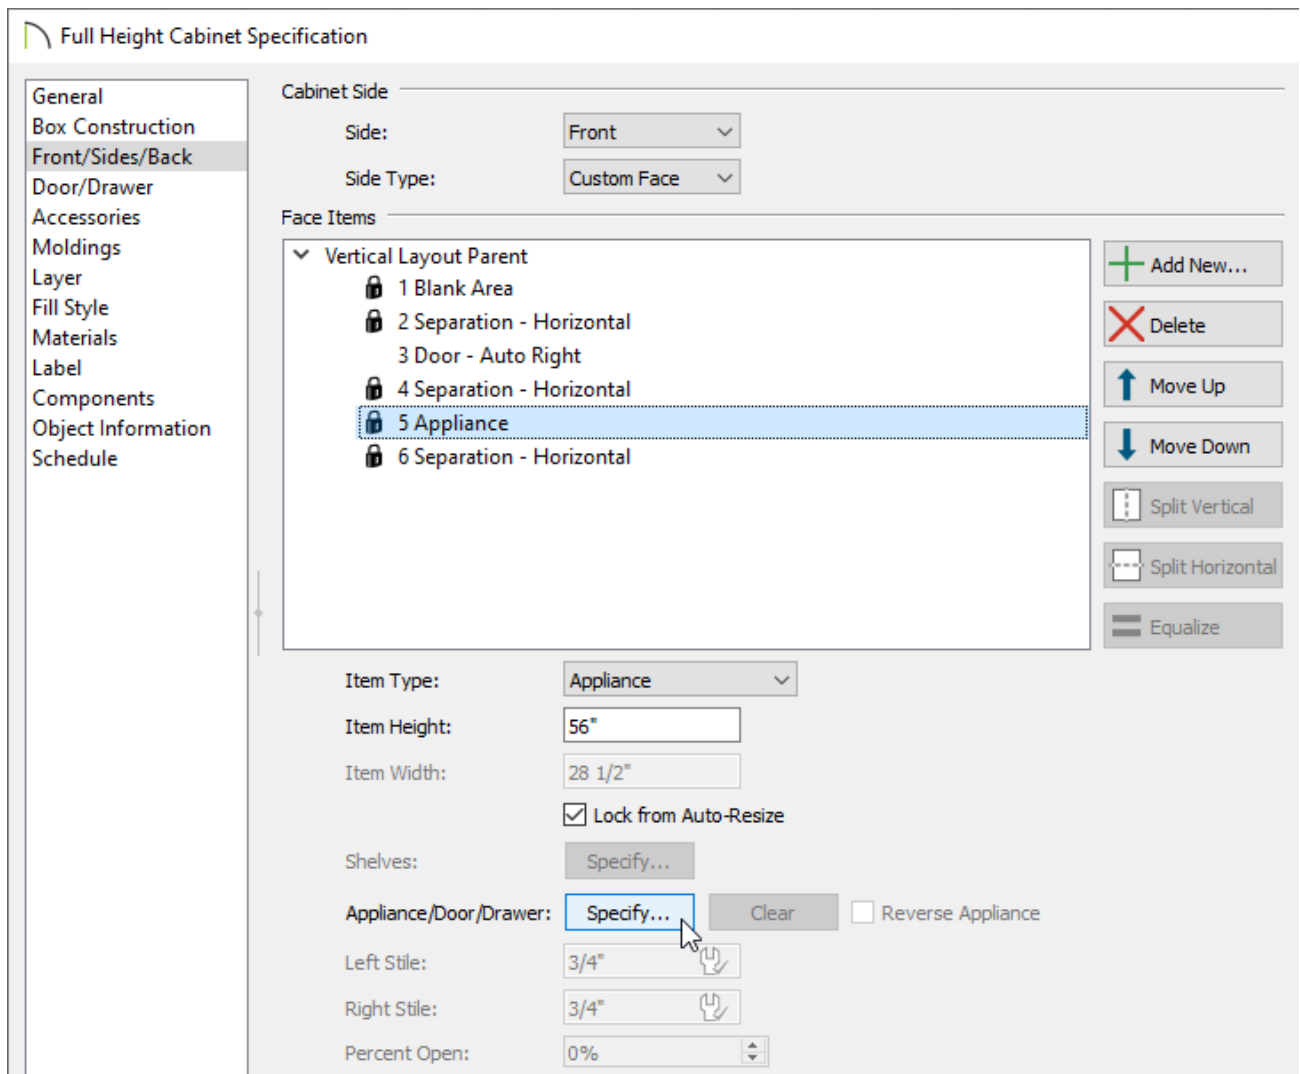 Full Height Cabinet Specification
General
Box Construction
Front/Sides/Back
Door/Drawer
Accessories
Moldings
Layer
Fill Style
Materials
Label
Components
Object Information
Schedule
Cabinet Side
Side: Front
Side Type: Custom Face
Face Items
Vertical Layout Parent
1 Blank Area
2 Separation - Horizontal
3 Door - Auto Right
4 Separation - Horizontal
5 Appliance
6 Separation - Horizontal
Add New...
Delete
Move Up
Move Down
Split Vertical
Split Horizontal
Equalize
Item Type: Appliance
Item Height: 56"
Item Width: 28 1/2"
Lock from Auto-Resize
Shelves: Specify...
Appliance/Door/Drawer: Specify... Clear Reverse Appliance
Left Stile: 3/4"
Right Stile: 3/4"
Percent Open: 0%